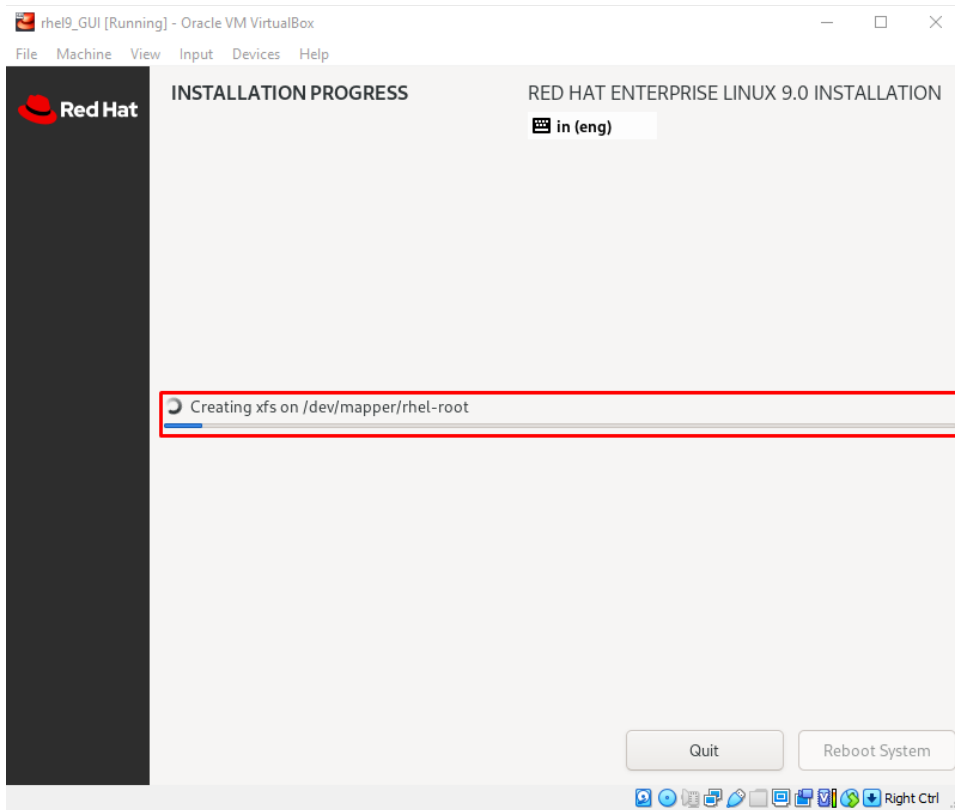 rhel9_GUI [Running] - Oracle VM VirtualBox
File Machine View Input Devices Help
Red Hat
INSTALLATION PROGRESS
RED HAT ENTERPRISE LINUX 9.0 INSTALLATION
in (eng)
Creating xfs on /dev/mapper/rhel-root
Quit
Reboot System
Right Ctrl